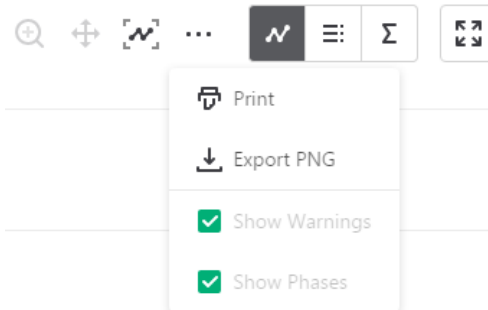 Σ
Print
Export PNG
Show Warnings
Show Phases